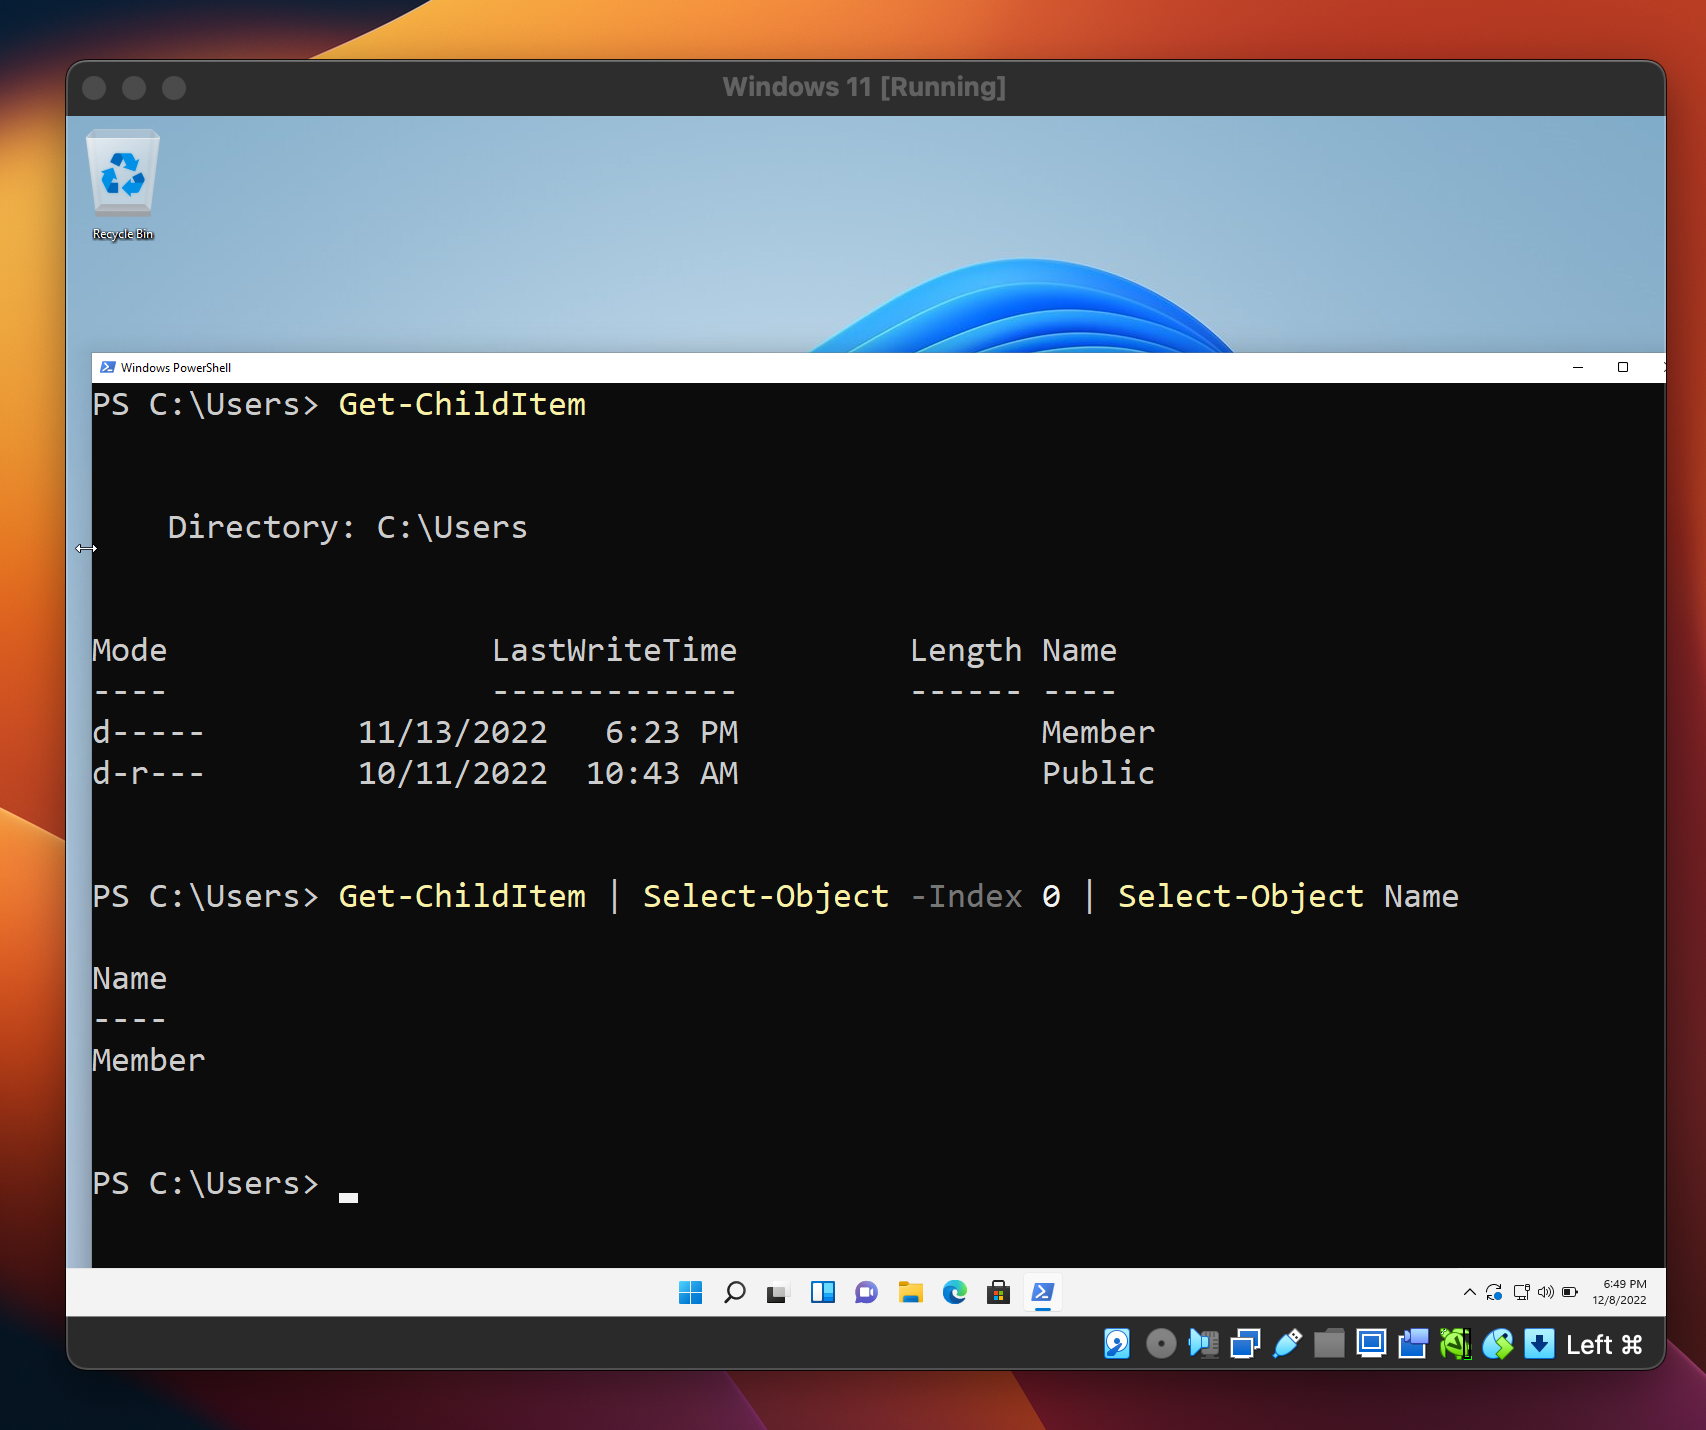 Windows 11 [Running]
Recycle Bin
Windows PowerShell
PS C:\Users> Get-ChildItem
Directory: C:\Users
Mode                 LastWriteTime         Length Name
----                 -------------         ------ ----
d-----        11/13/2022   6:23 PM                Member
d-r---        10/11/2022  10:43 AM                Public
PS C:\Users> Get-ChildItem | Select-Object -Index 0 | Select-Object Name
Name
----
Member
PS C:\Users>
6:49 PM
12/8/2022
Left ⌘